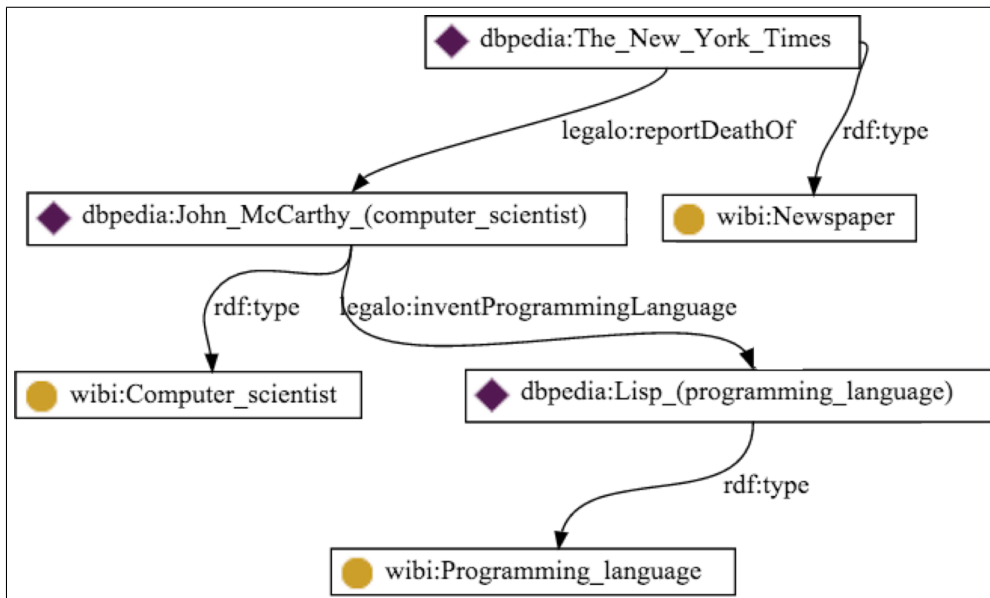 dbpedia:The_New_York_Times
legalo:reportDeathOf
rdf:type
dbpedia:John_McCarthy_(computer_scientist)
wibi:Newspaper
rdf:type
legalo:inventProgrammingLanguage
wibi:Computer_scientist
dbpedia:Lisp_(programming_language)
rdf:type
wibi:Programming_language